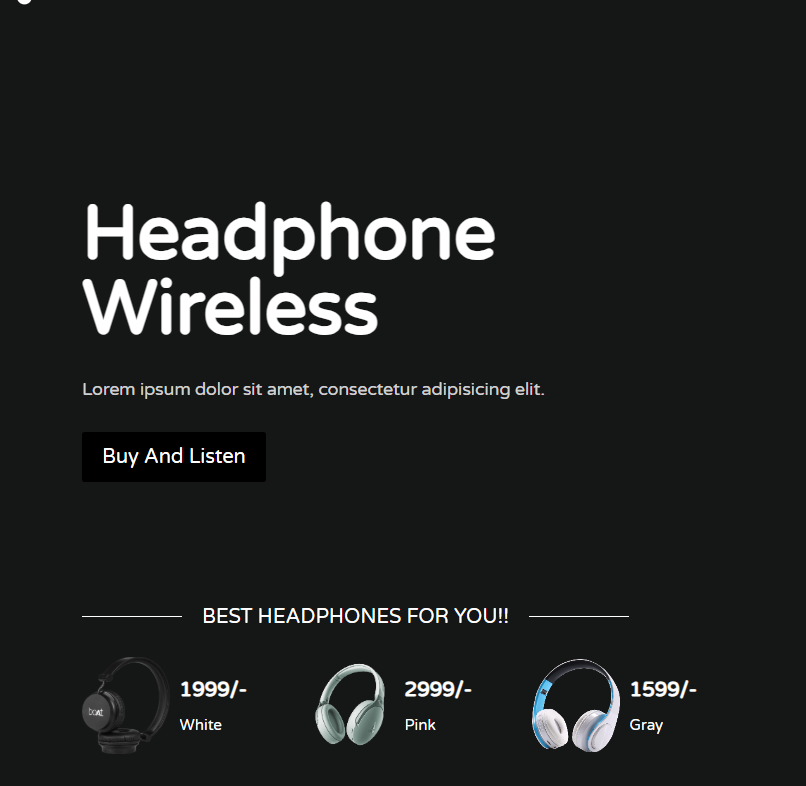 Headphone
Wireless
Lorem ipsum dolor sit amet, consectetur adipisicing elit.
Buy And Listen
BEST HEADPHONES FOR YOU!!
boAt
1999/-
White
2999/-
Pink
1599/-
Gray